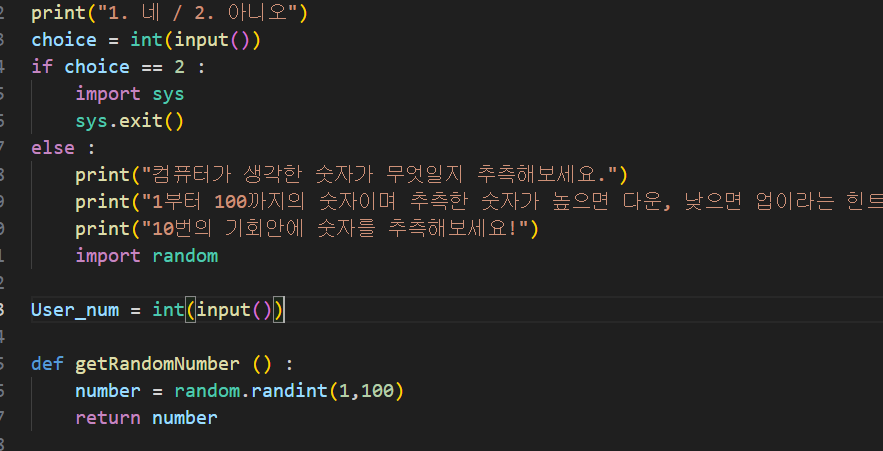 2 print("1. 네 / 2. 아니오")
3 choice = int(input())
4 if choice == 2 :
5 import sys
6 sys.exit()
7 else :
8 print("컴퓨터가 생각한 숫자가 무엇일지 추측해보세요.")
9 print("1부터 100까지의 숫자이며 추측한 숫자가 높으면 다운, 낮으면 업이라는 힌트
0 print("10번의 기회안에 숫자를 추측해보세요!")
1 import random
2
3 User_num = int(input())
4
5 def getRandomNumber () :
6 number = random.randint(1,100)
7 return number
8